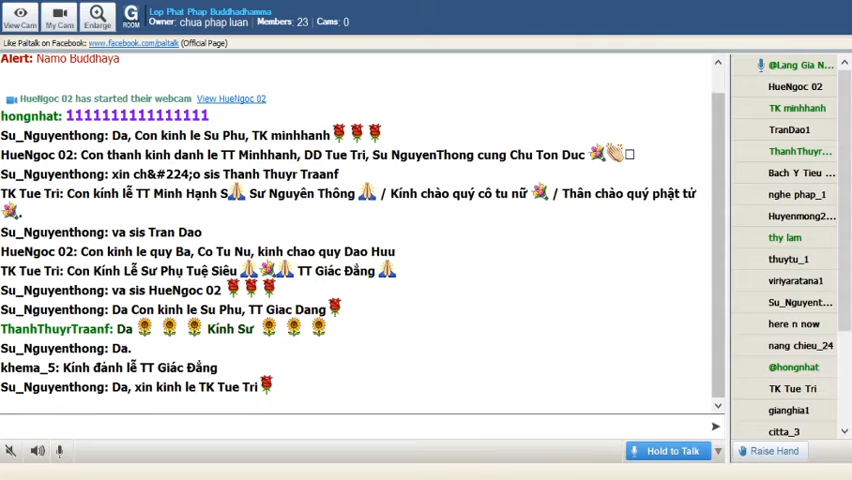 Lop Phat Phap Buddhadhamma
Owner: chua phap luan Members: 23 Cams: 0
View Cam
My Cam
Enlarge
G
ROOM
Like Paltalk on Facebook: www.facebook.com/paltalk (Official Page)
Alert: Namo Buddhaya
HueNgoc 02 has started their webcam View HueNgoc 02
hongnhat: 1111111111111111
Su_Nguyenthong: Da, Con kinh le Su Phu, TK minhhanh
HueNgoc 02: Con thanh kinh danh le TT Minhhanh, DD Tue Tri, Su NguyenThong cung Chu Ton Duc
Su_Nguyenthong: xin ch&#224;o sis Thanh Thuyr Traanf
TK Tue Tri: Con kính lễ TT Minh Hạnh S Sư Nguyên Thông / Kính chào quý cô tu nữ / Thân chào quý phật tử
.
Su_Nguyenthong: va sis Tran Dao
HueNgoc 02: Con kinh le quy Ba, Co Tu Nu, kinh chao quy Dao Huu
TK Tue Tri: Con Kính Lễ Sư Phụ Tuệ Siêu TT Giác Đẳng
Su_Nguyenthong: va sis HueNgoc 02
Su_Nguyenthong: Da Con kinh le Su Phu, TT Giac Dang
ThanhThuyrTraanf: Da Kính Sư
Su_Nguyenthong: Da.
khema_5: Kính đảnh lễ TT Giác Đẳng
Su_Nguyenthong: Da, xin kinh le TK Tue Tri
Hold to Talk
@Lang Gia N...
HueNgoc 02
TK minhhanh
TranDao1
ThanhThuyr...
Bach Y Tieu ...
nghe phap_1
Huyenmong2...
thy lam
thuytu_1
viriyaratana1
Su_Nguyent...
here n now
nang chieu_24
@hongnhat
TK Tue Tri
gianghia1
citta_3
Raise Hand